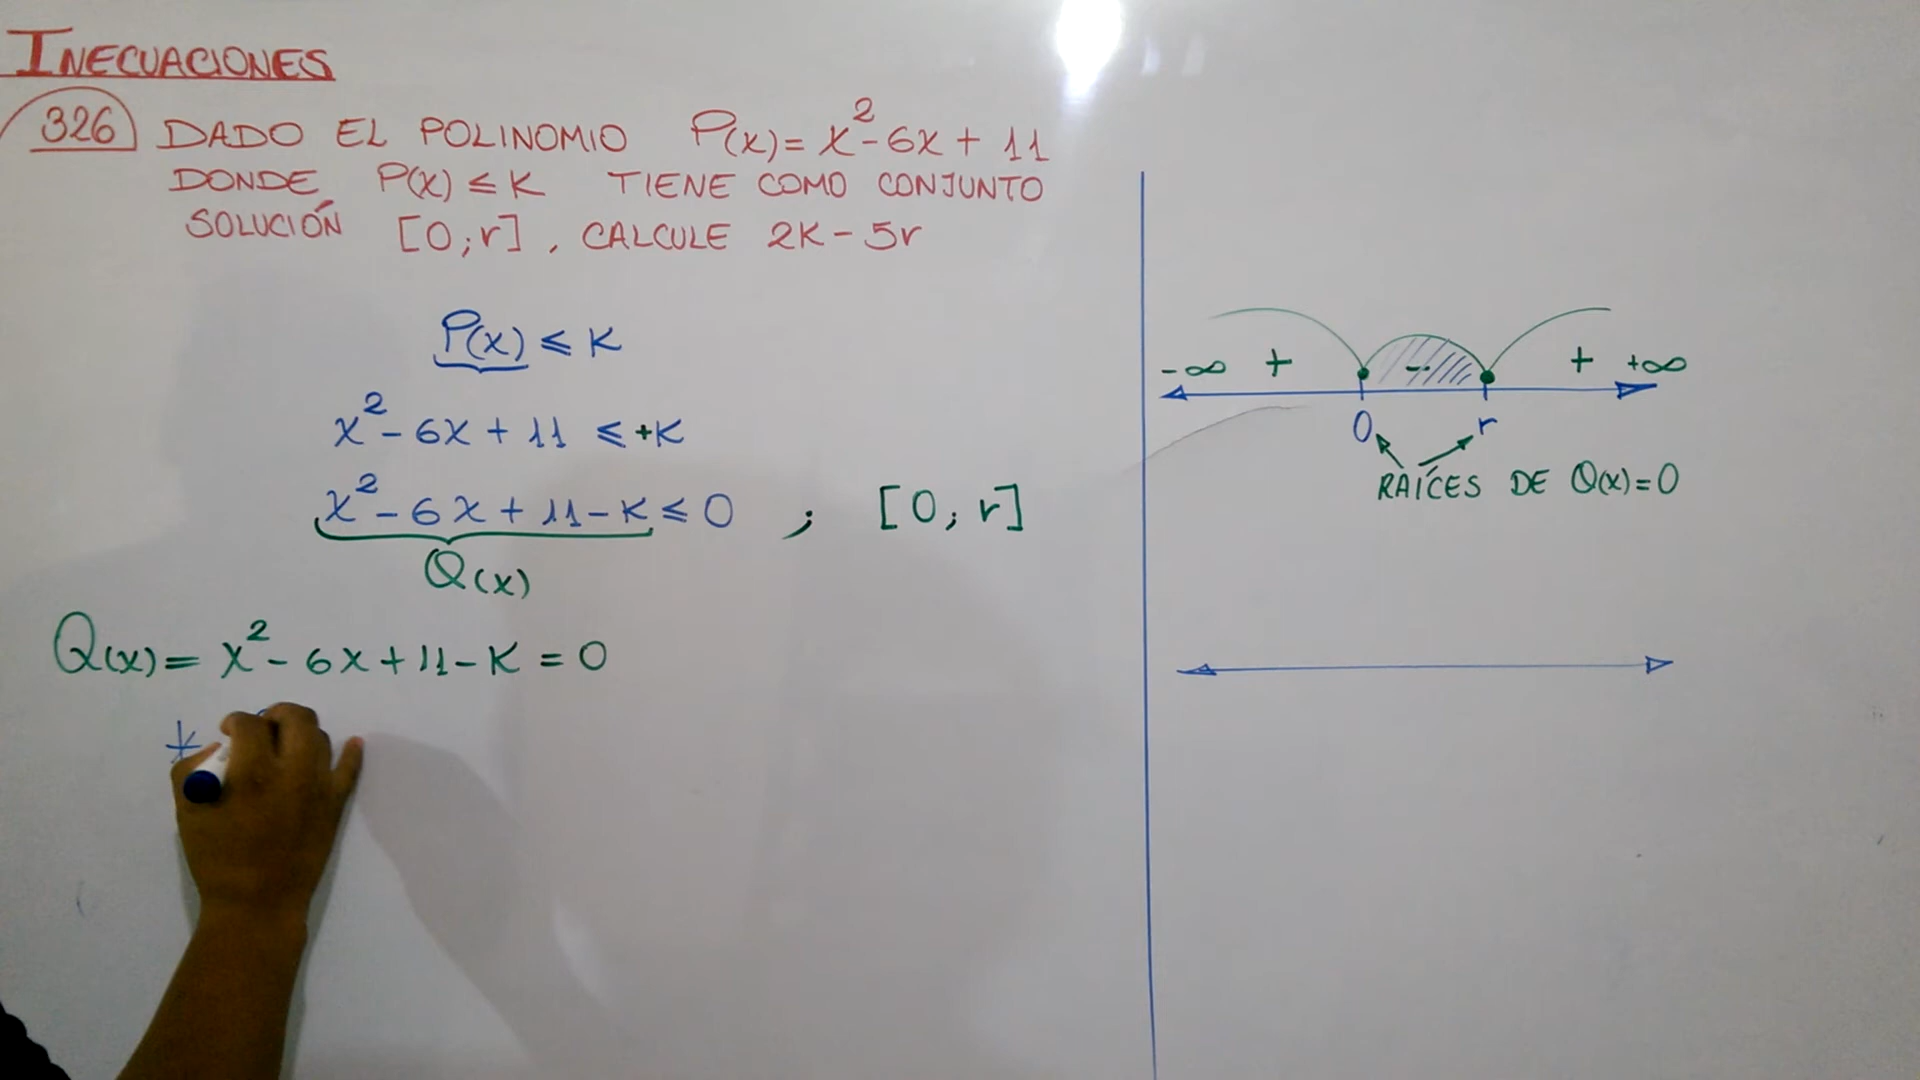 INECUACIONES
326 DADO EL POLINOMIO P(x)= x²-6x+11
DONDE P(x) ≤ K TIENE COMO CONJUNTO
SOLUCIÓN [0;r], CALCULE 2K-5r
P(x) ≤ K
x²-6x+11 ≤ +K
x²-6x+11-K ≤ 0 ; [0;r]
Q(x)
Q(x)= x²-6x+11-K=0
-∞ + - + +∞
0 r
RAÍCES DE Q(x)=0